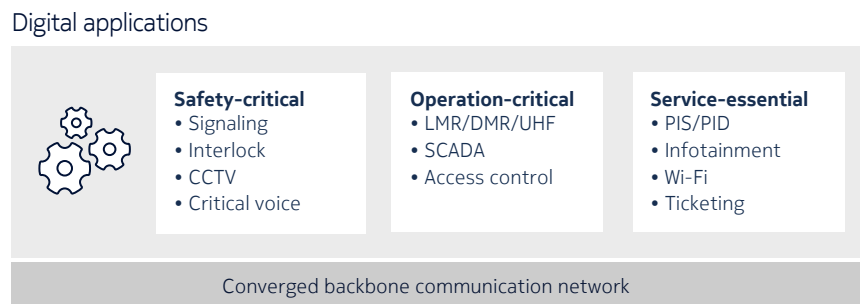 Digital applications
Safety-critical
• Signaling
• Interlock
• CCTV
• Critical voice
Operation-critical
• LMR/DMR/UHF
• SCADA
• Access control
Service-essential
• PIS/PID
• Infotainment
• Wi-Fi
• Ticketing
Converged backbone communication network